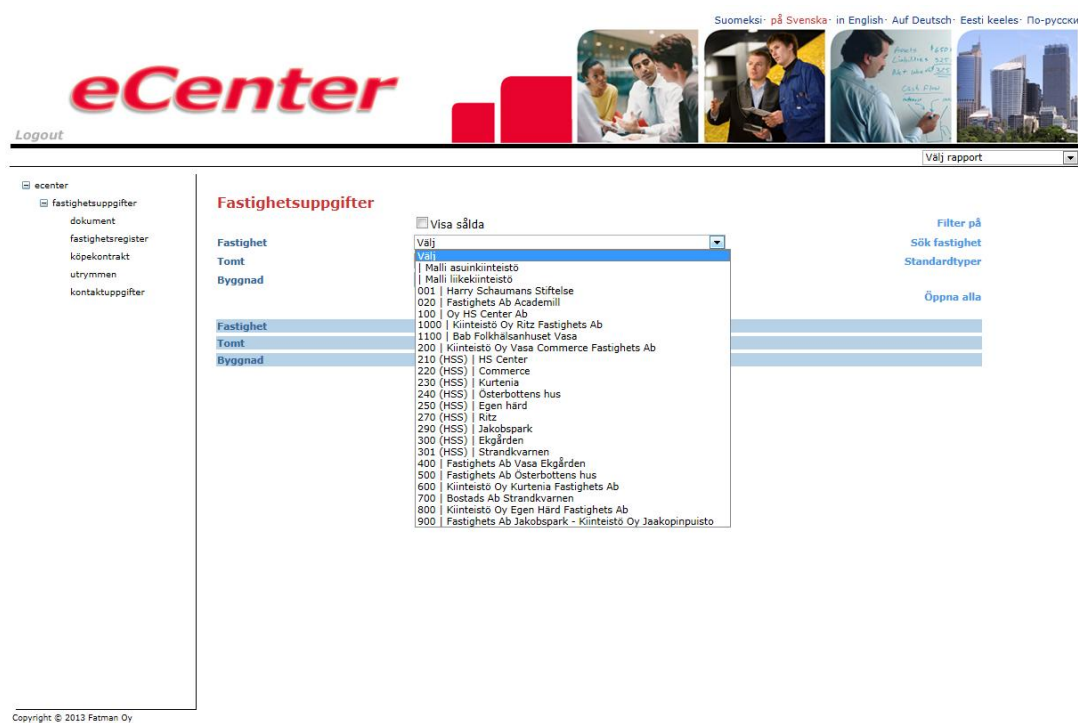 Suomeksi· på Svenska· in English· Auf Deutsch· Eesti keeles· По-русски
eCenter
Logout
Välj rapport
ecenter
fastighetsuppgifter
dokument
fastighetsregister
köpekontrakt
utrymmen
kontaktuppgifter
Fastighetsuppgifter
Visa sålda
Filter på
Fastighet
Välj
Sök fastighet
Tomt
Standardtyper
Byggnad
Öppna alla
Välj
| Malli asuinkiinteistö
| Malli liikekiinteistö
001 | Harry Schaumans Stiftelse
020 | Fastighets Ab Academill
100 | Oy HS Center Ab
1000 | Kiinteistö Oy Ritz Fastighets Ab
1100 | Bab Folkhälsanhuset Vasa
200 | Kiinteistö Oy Vasa Commerce Fastighets Ab
210 (HSS) | HS Center
220 (HSS) | Commerce
230 (HSS) | Kurtenia
240 (HSS) | Österbottens hus
250 (HSS) | Egen härd
270 (HSS) | Ritz
290 (HSS) | Jakobspark
300 (HSS) | Ekgården
301 (HSS) | Strandkvarnen
400 | Fastighets Ab Vasa Ekgården
500 | Fastighets Ab Österbottens hus
600 | Kiinteistö Oy Kurtenia Fastighets Ab
700 | Bostads Ab Strandkvarnen
800 | Kiinteistö Oy Egen Härd Fastighets Ab
900 | Fastighets Ab Jakobspark - Kiinteistö Oy Jaakopinpuisto
Fastighet
Tomt
Byggnad
Copyright © 2013 Fatman Oy